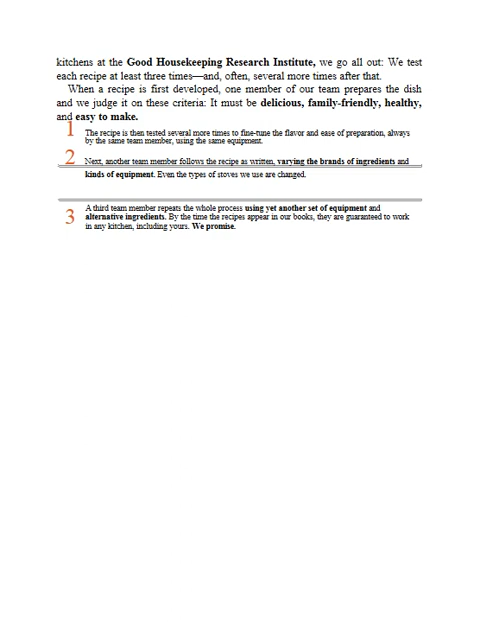 kitchens at the Good Housekeeping Research Institute, we go all out: We test
each recipe at least three times—and, often, several more times after that.
When a recipe is first developed, one member of our team prepares the dish
and we judge it on these criteria: It must be delicious, family-friendly, healthy,
and easy to make.
1 The recipe is then tested several more times to fine-tune the flavor and ease of preparation, always
by the same team member, using the same equipment.
2 Next, another team member follows the recipe as written, varying the brands of ingredients and
kinds of equipment. Even the types of stoves we use are changed.
3 A third team member repeats the whole process using yet another set of equipment and
alternative ingredients. By the time the recipes appear in our books, they are guaranteed to work
in any kitchen, including yours. We promise.